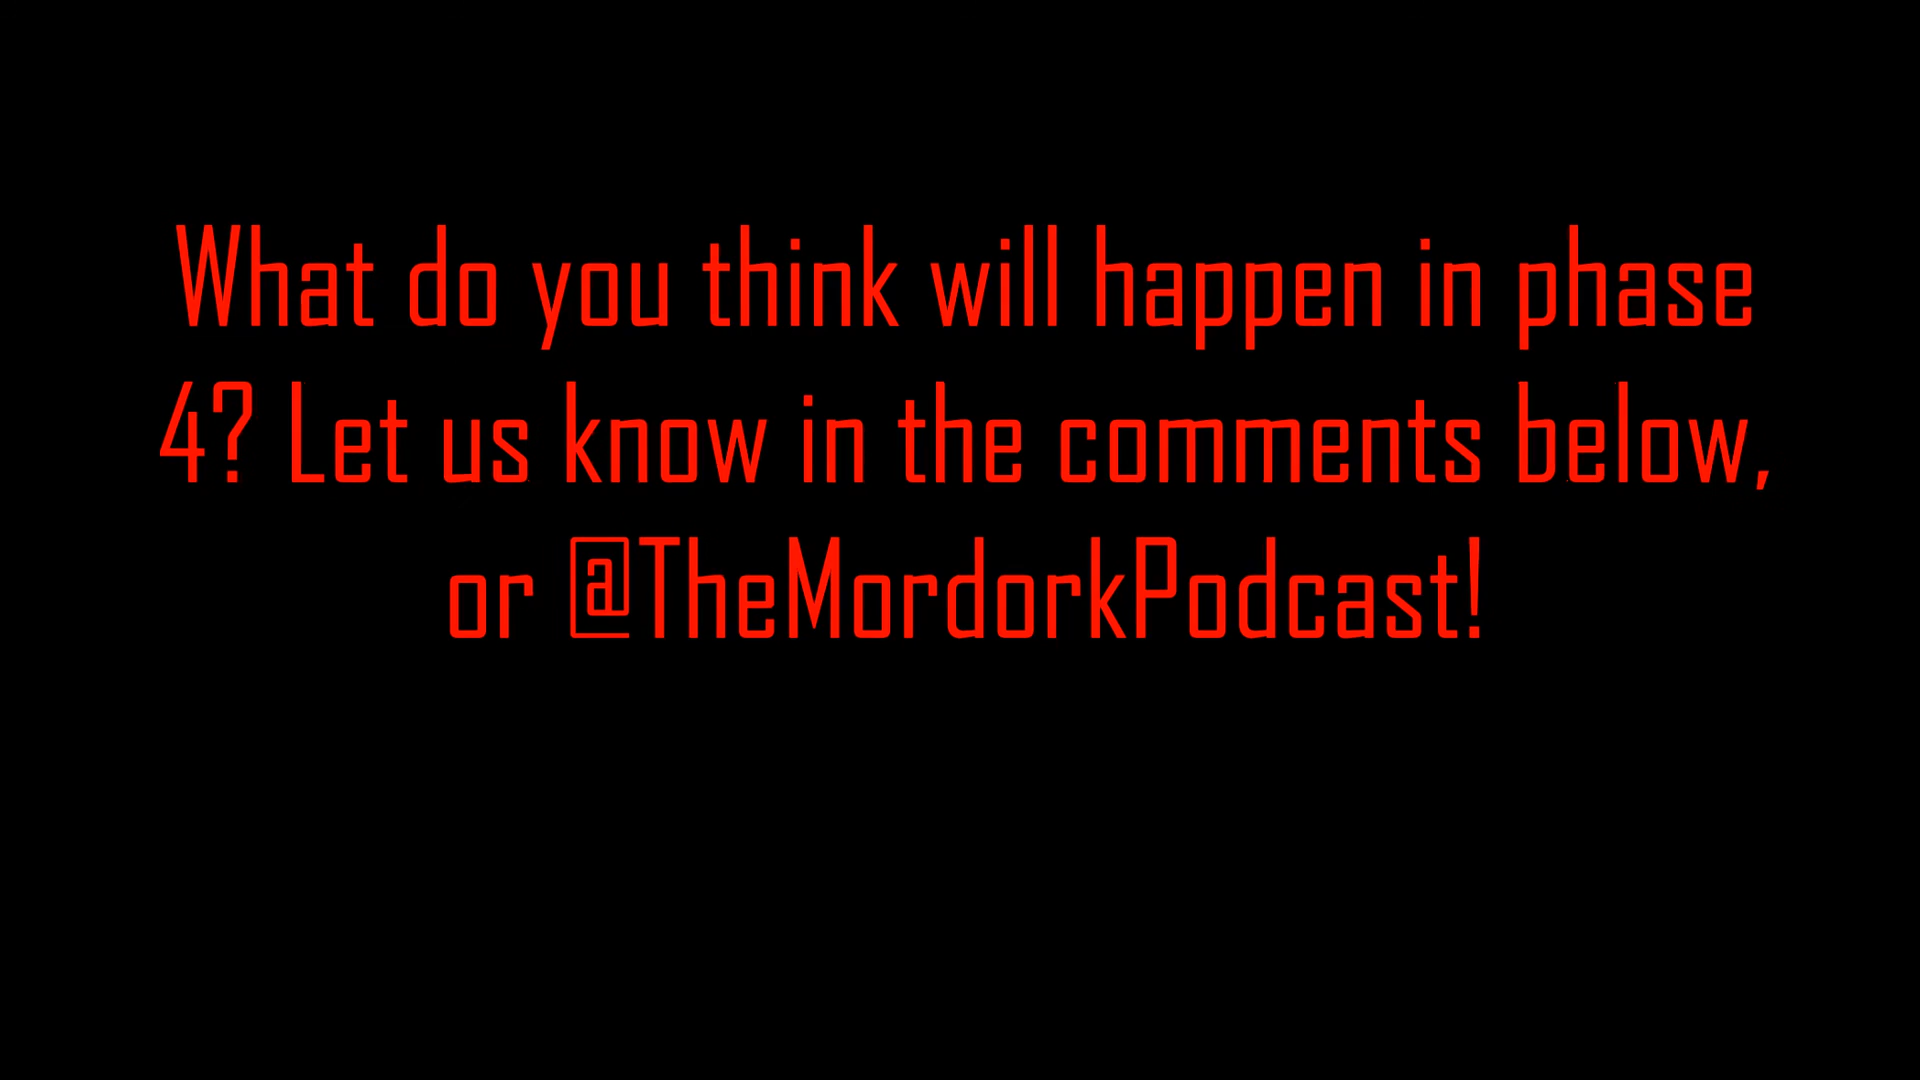 What do you think will happen in phase
4? Let us know in the comments below,
or @TheMordorkPodcast!